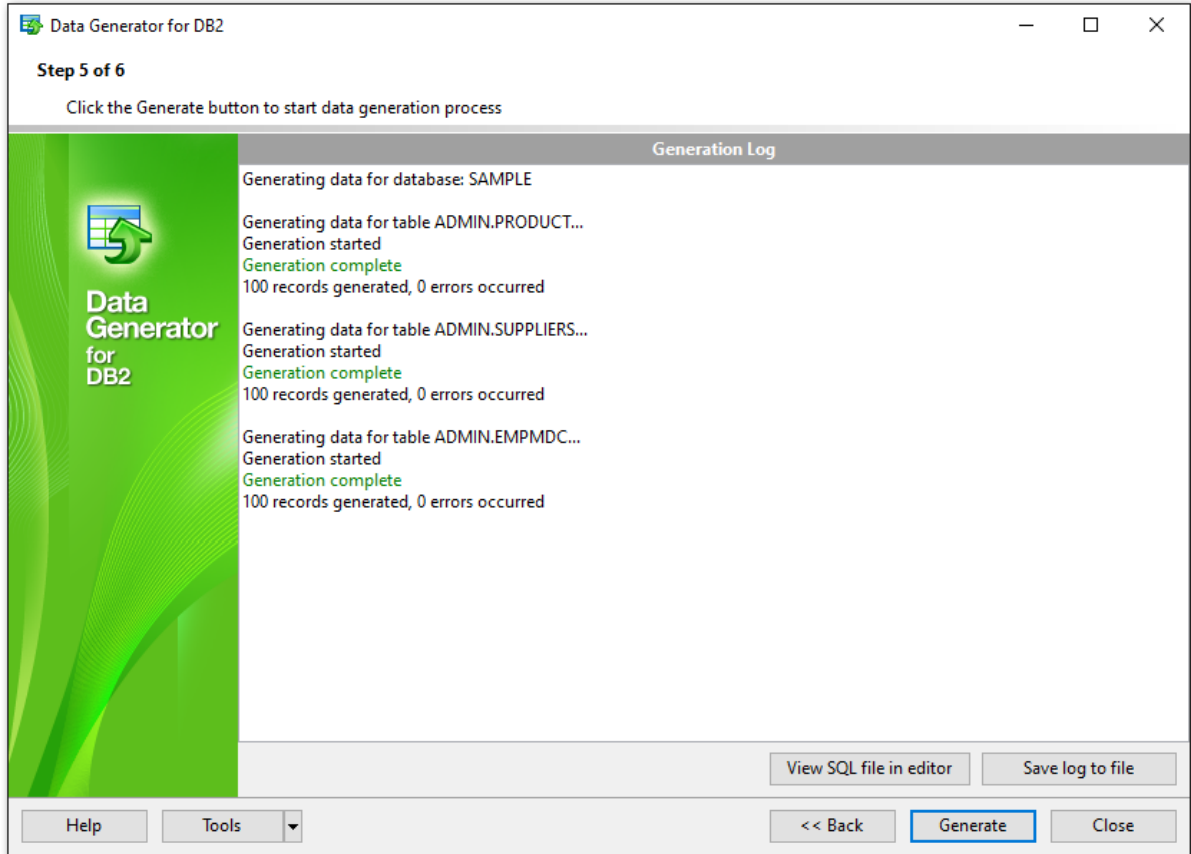 Data Generator for DB2
Step 5 of 6
Click the Generate button to start data generation process
Data
Generator
for
DB2
Generation Log
Generating data for database: SAMPLE
Generating data for table ADMIN.PRODUCT...
Generation started
Generation complete
100 records generated, 0 errors occurred
Generating data for table ADMIN.SUPPLIERS...
Generation started
Generation complete
100 records generated, 0 errors occurred
Generating data for table ADMIN.EMPMDC...
Generation started
Generation complete
100 records generated, 0 errors occurred
View SQL file in editor Save log to file
Help Tools << Back Generate Close